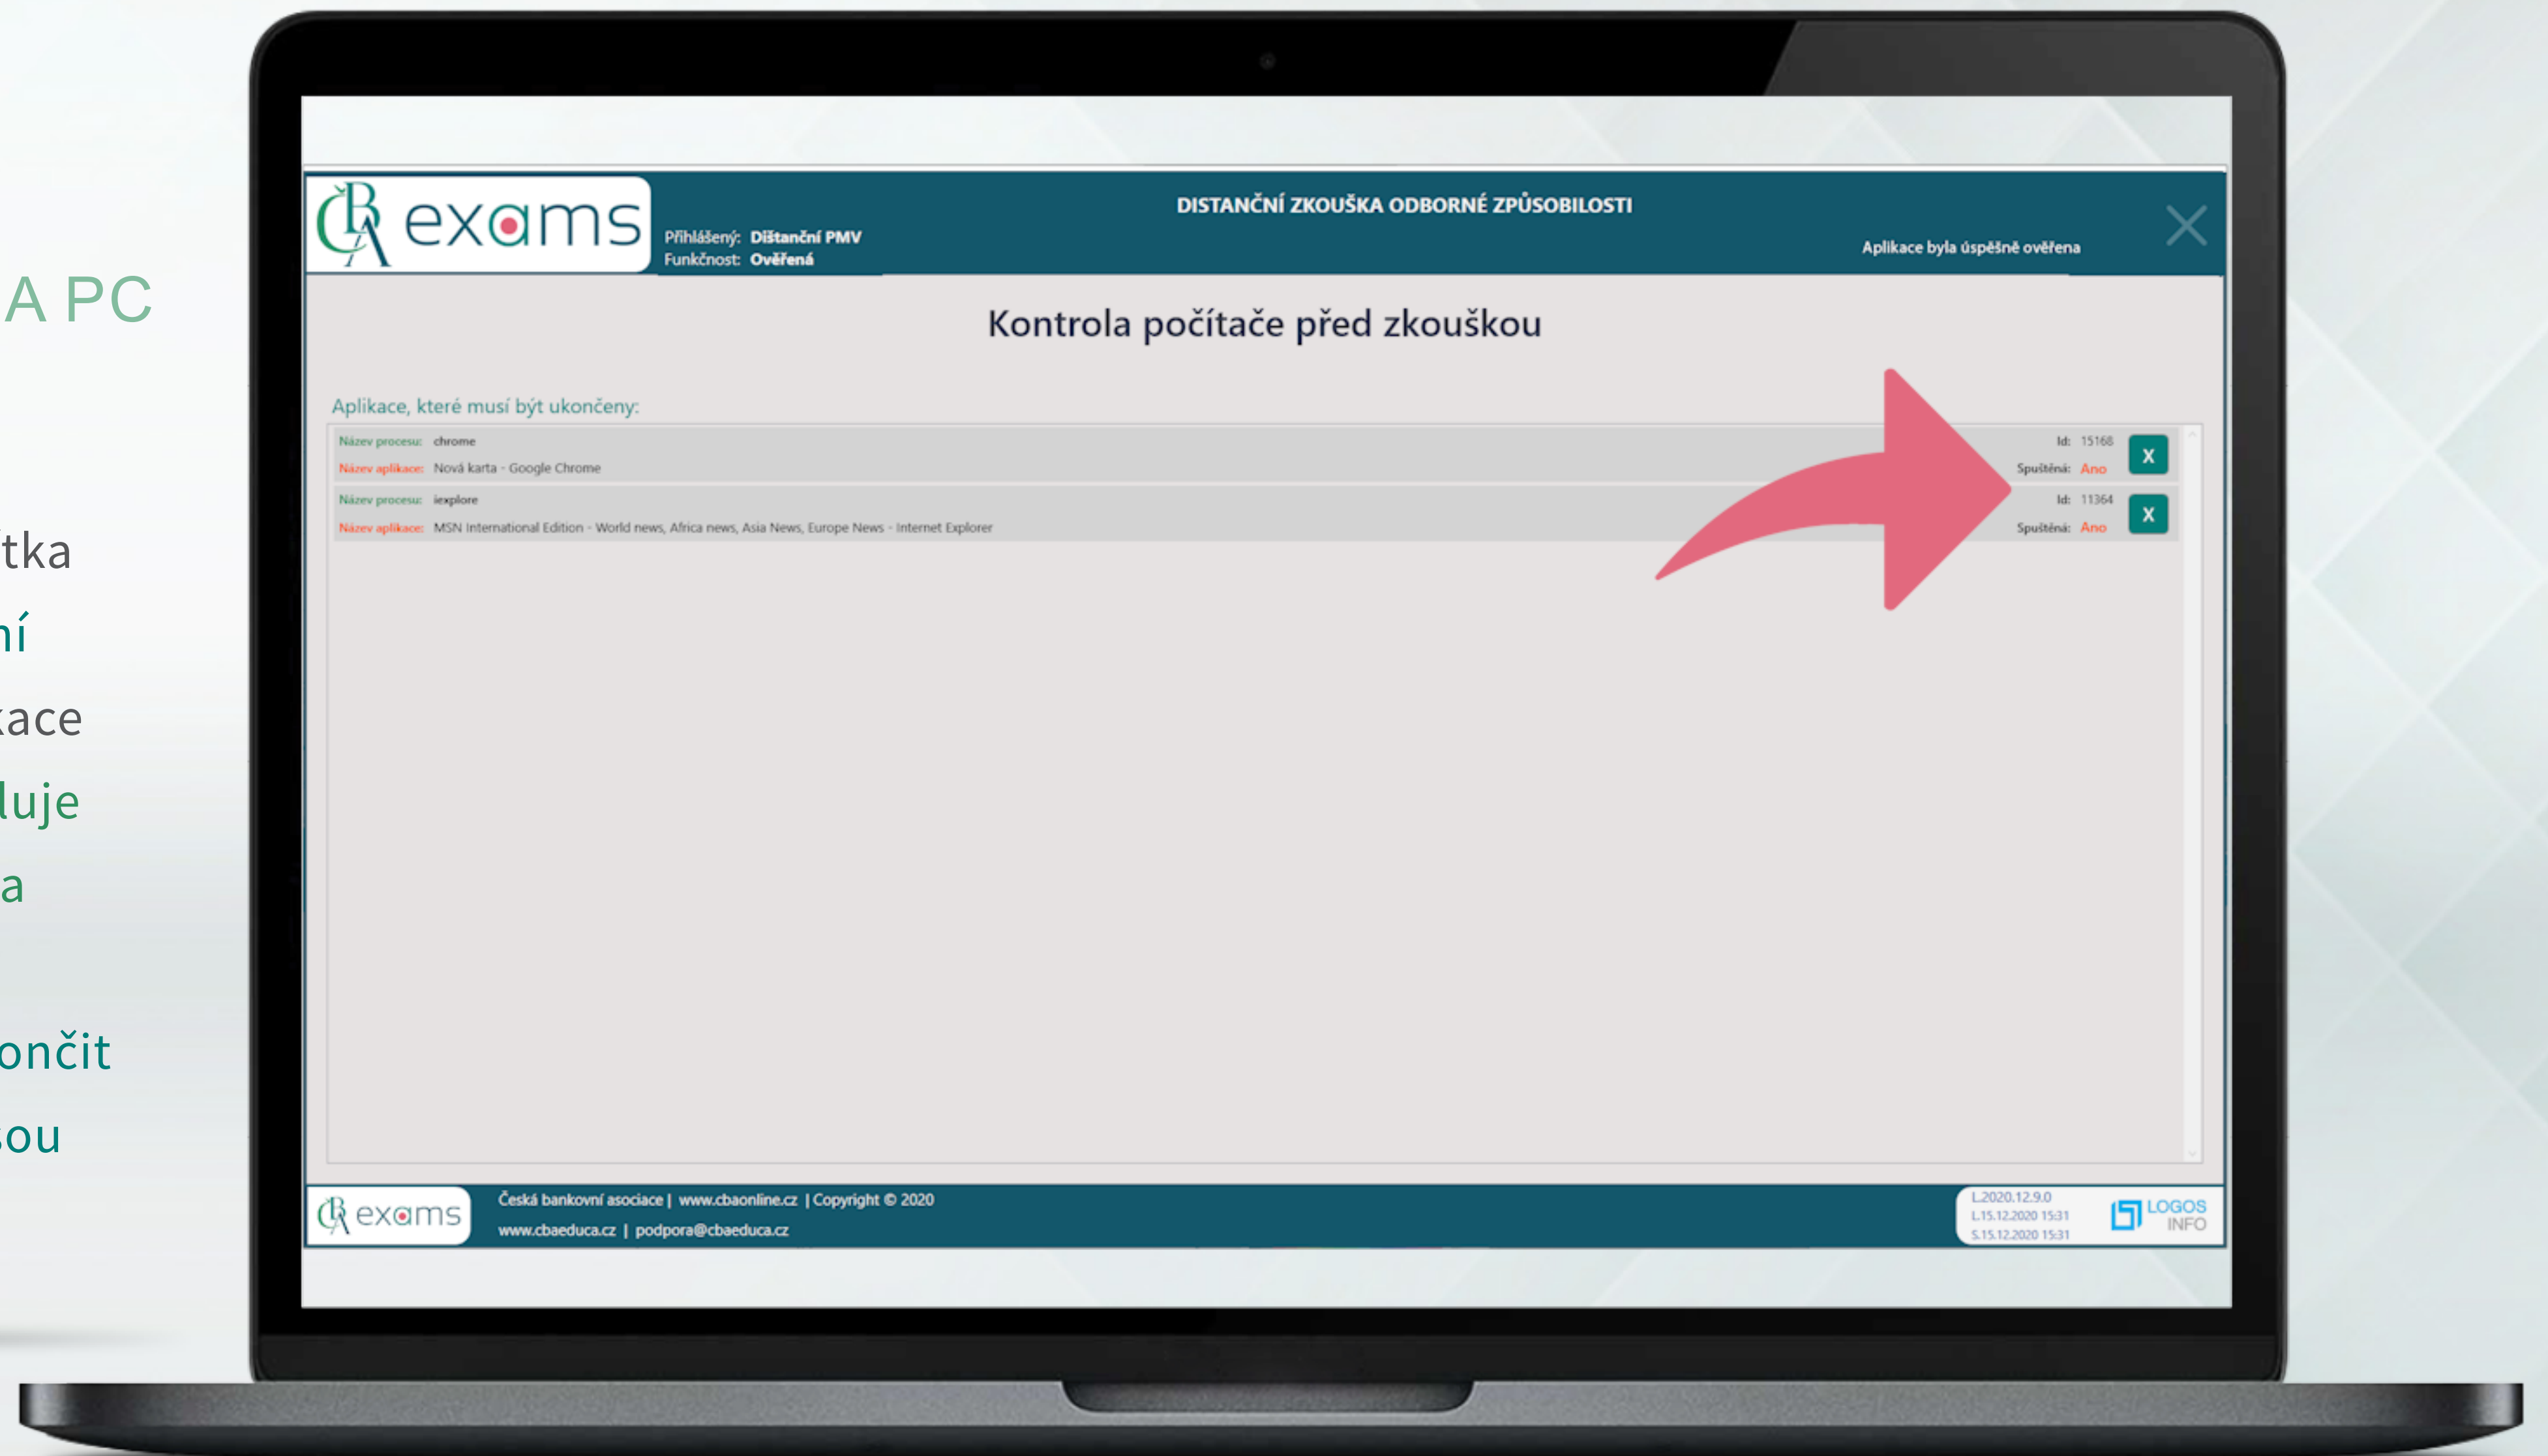 A PC
tka
ní
kace
luje
a
ončit
sou
ČBA exams
Přihlášený: Dištanční PMV
Funkčnost: Ověřená
DISTANČNÍ ZKOUŠKA ODBORNÉ ZPŮSOBILOSTI
Aplikace byla úspěšně ověřena
Kontrola počítače před zkouškou
Aplikace, které musí být ukončeny:
Název procesu: chrome Id: 15168
Název aplikace: Nová karta - Google Chrome Spuštěná: Ano X
Název procesu: iexplore Id: 11364
Název aplikace: MSN International Edition - World news, Africa news, Asia News, Europe News - Internet Explorer Spuštěná: Ano X
ČBA exams
Česká bankovní asociace | www.cbaonline.cz | Copyright © 2020
www.cbaeduca.cz | podpora@cbaeduca.cz
L.2020.12.9.0
L.15.12.2020 15:31
S.15.12.2020 15:31
LOGOS
INFO